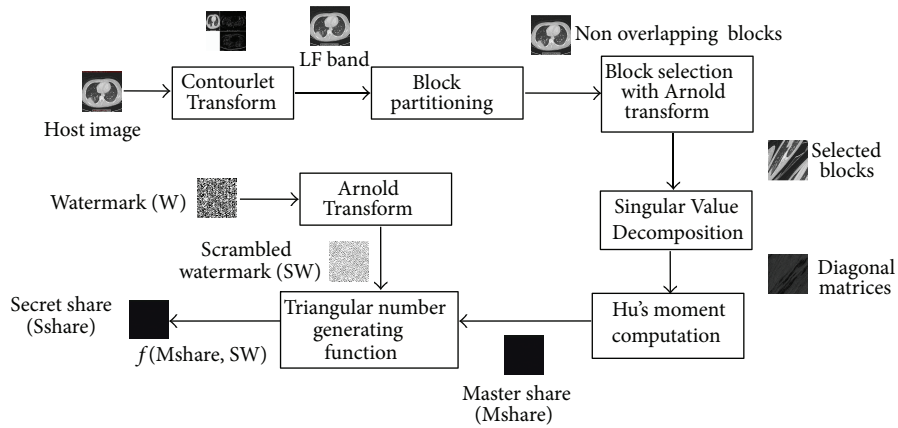 Host image
Contourlet
Transform
LF band
Block
partitioning
Non overlapping blocks
Block selection
with Arnold
transform
Selected
blocks
Singular Value
Decomposition
Diagonal
matrices
Hu's moment
computation
Master share
(Mshare)
Watermark (W)
Arnold
Transform
Scrambled
watermark (SW)
Triangular number
generating
function
f(Mshare, SW)
Secret share
(Sshare)